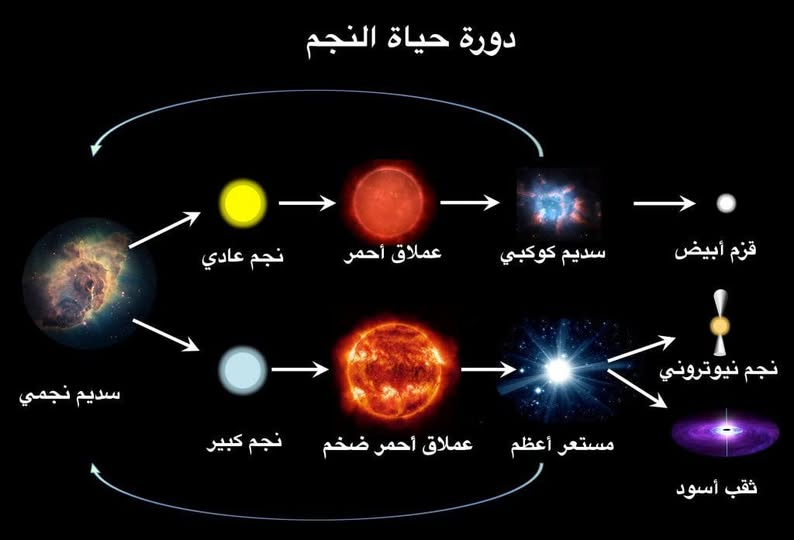 دورة حياة النجم
نجم عادي
عملاق أحمر
سديم كوكبي
قزم أبيض
سديم نجمي
نجم كبير
عملاق أحمر ضخم
مستعر أعظم
نجم نيوتروني
ثقب أسود